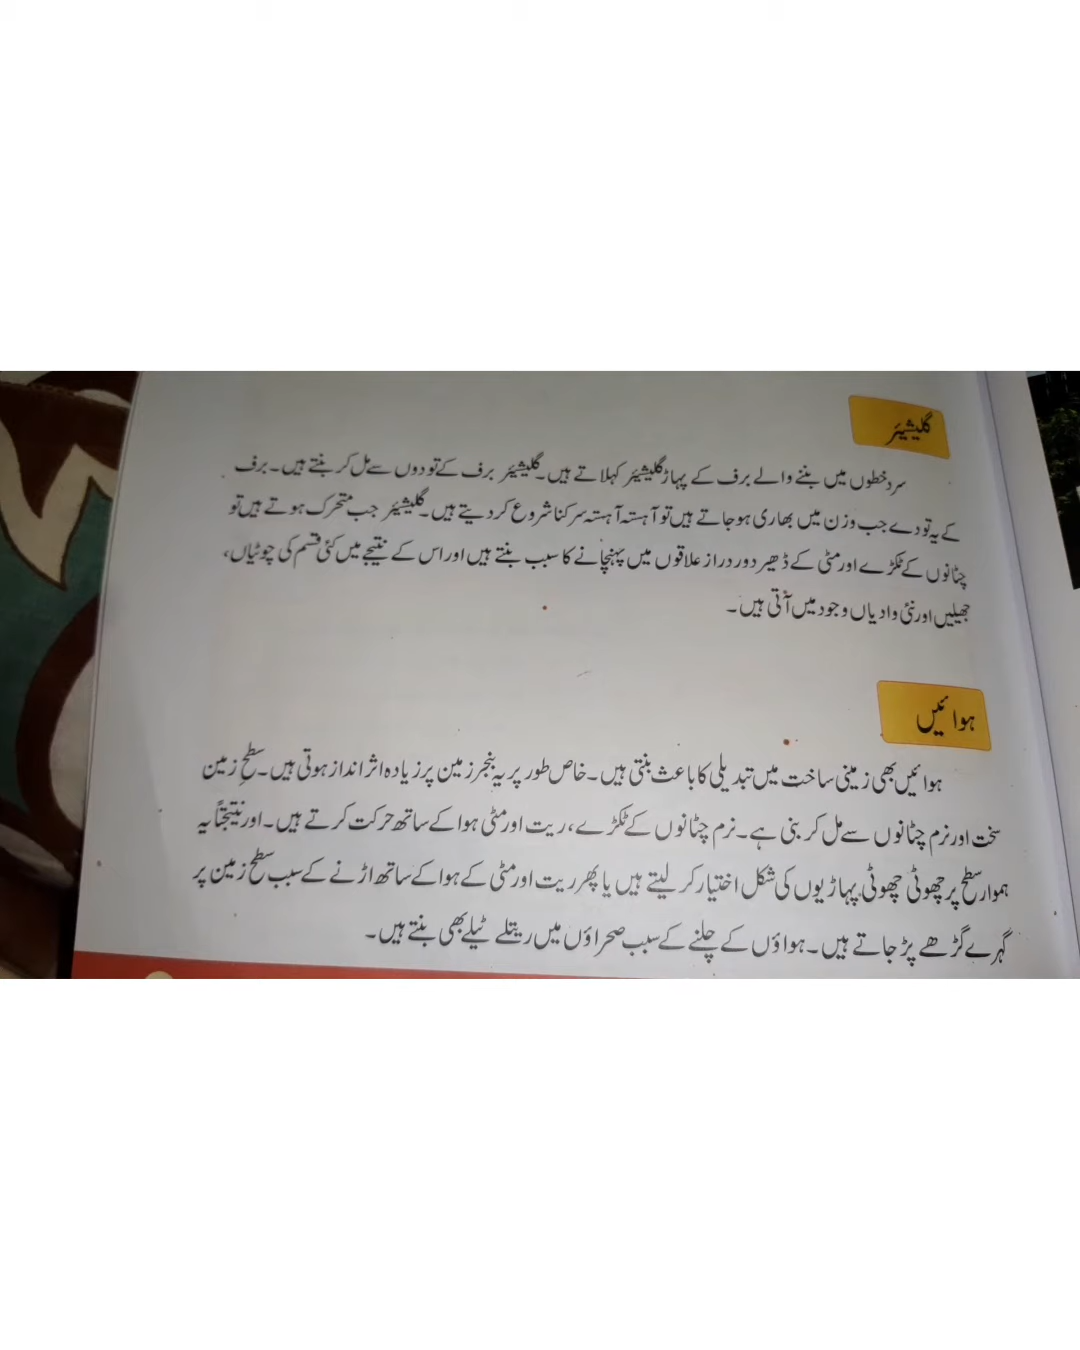 گلیشیئر
سرد خطوں میں بننے والے برف کے پہاڑ گلیشیئر کہلاتے ہیں۔ گلیشیئر برف کے تودوں سے مل کر بنتے ہیں۔ برف
کے یہ تودے جب وزن میں بھاری ہوجاتے ہیں تو آہستہ آہستہ سرکنا شروع کردیتے ہیں۔ گلیشیئر جب متحرک ہوتے ہیں تو
چٹانوں کے ٹکڑے اور مٹی کے ڈھیر دور دراز علاقوں میں پہنچانے کا سبب بنتے ہیں اور اس کے نتیجے میں کئی قسم کی چوٹیاں،
جھیلیں اور نئی وادیاں وجود میں آتی ہیں۔
ہوائیں
ہوائیں بھی زمینی ساخت میں تبدیلی کا باعث بنتی ہیں۔ خاص طور پر یہ بنجر زمین پر زیادہ اثر انداز ہوتی ہیں۔ سطحِ زمین
سخت اور نرم چٹانوں سے مل کر بنی ہے۔ نرم چٹانوں کے ٹکڑے، ریت اور مٹی ہوا کے ساتھ حرکت کرتے ہیں۔ اور نتیجتاً یہ
ہموار سطح پر چھوٹی چھوٹی پہاڑیوں کی شکل اختیار کر لیتے ہیں یا پھر ریت اور مٹی کے ہوا کے ساتھ اڑنے کے سبب سطح زمین پر
گہرے گڑھے پڑ جاتے ہیں۔ ہواؤں کے چلنے کے سبب صحراؤں میں ریتلے ٹیلے بھی بنتے ہیں۔